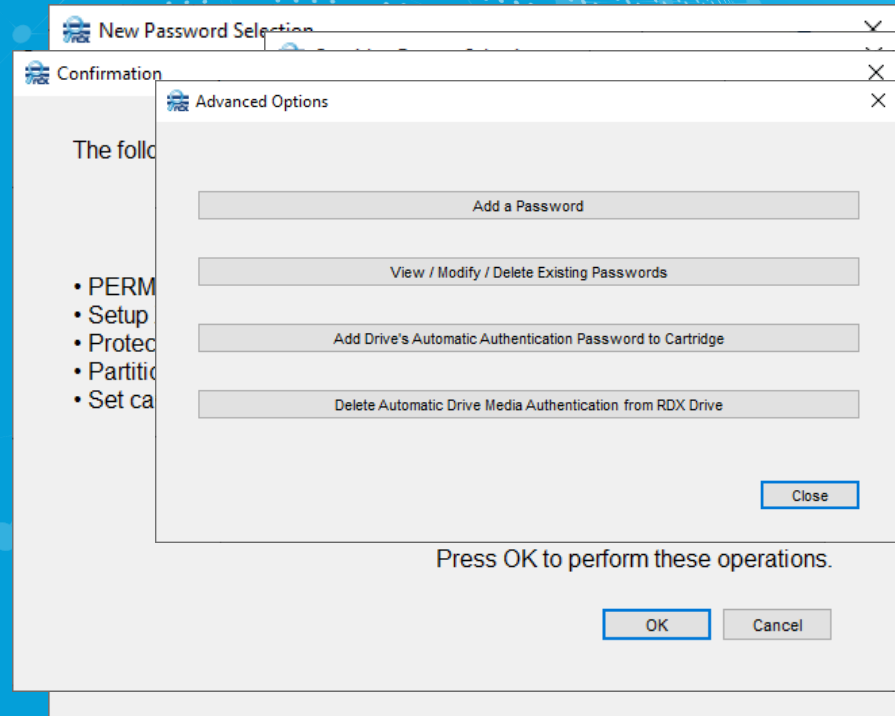 New Password Selection
Confirmation
Advanced Options
The follo
Add a Password
View / Modify / Delete Existing Passwords
• PERM
• Setup
Add Drive's Automatic Authentication Password to Cartridge
• Protec
• Partitio
• Set ca
Delete Automatic Drive Media Authentication from RDX Drive
Close
Press OK to perform these operations.
OK
Cancel